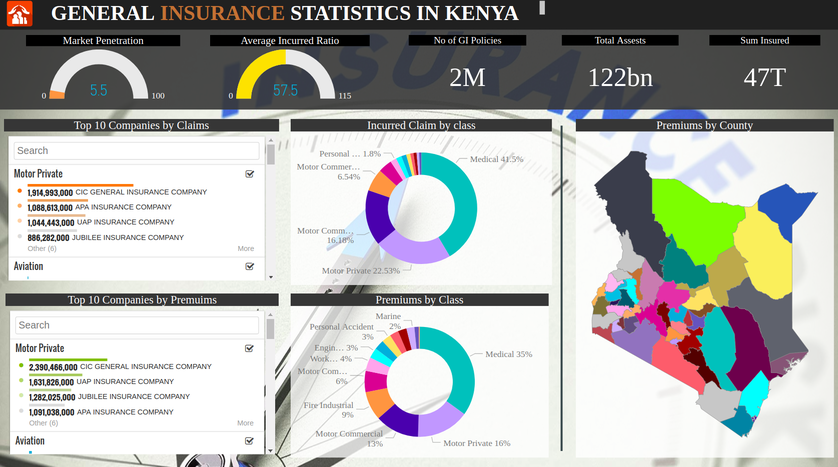 GENERAL INSURANCE STATISTICS IN KENYA
Market Penetration
0 5.5 100
Average Incurred Ratio
0 57.5 115
No of GI Policies
2M
Total Assests
122bn
Sum Insured
47T
INSURANCE
Top 10 Companies by Claims
Search
Motor Private
1,914,993,000 CIC GENERAL INSURANCE COMPANY
1,088,613,000 APA INSURANCE COMPANY
1,044,443,000 UAP INSURANCE COMPANY
886,282,000 JUBILEE INSURANCE COMPANY
Other (6) More
Aviation
Incurred Claim by class
Personal ... 1.8%
Motor Commer...
6.54%
Motor Comm...
16.18%
Motor Private 22.53%
Medical 41.5%
Premiums by County
Top 10 Companies by Premuims
Search
Motor Private
2,390,466,000 CIC GENERAL INSURANCE COMPANY
1,631,826,000 UAP INSURANCE COMPANY
1,282,025,000 JUBILEE INSURANCE COMPANY
1,091,038,000 APA INSURANCE COMPANY
Other (6) More
Aviation
Premiums by Class
Marine
2%
Personal Accident
3%
Engin... 3%
Work... 4%
Motor Com...
6%
Fire Industrial
9%
Motor Commercial
13%
Motor Private 16%
Medical 35%